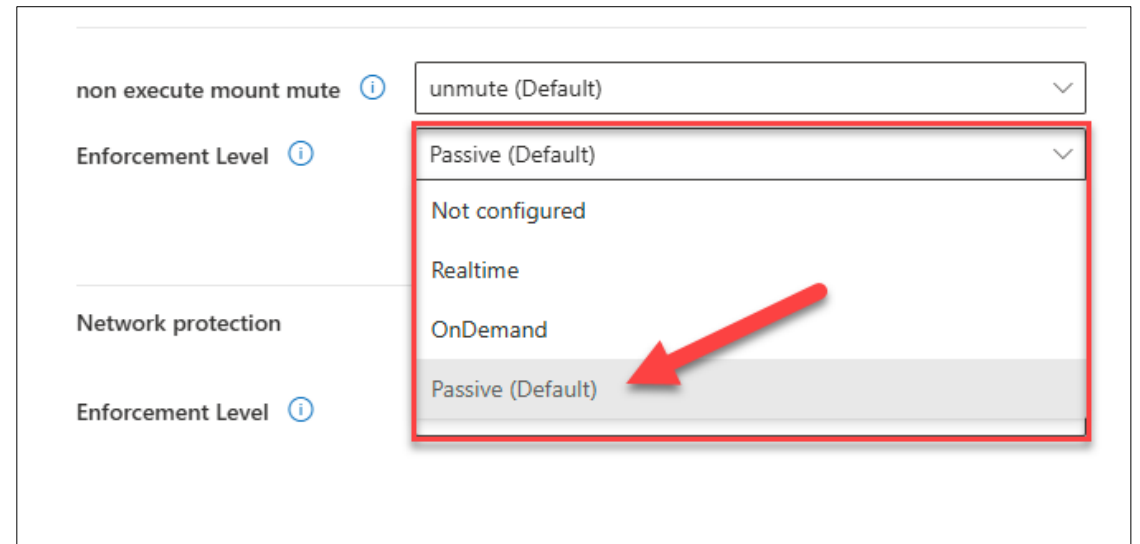 non execute mount mute
unmute (Default)
Enforcement Level
Passive (Default)
Not configured
Realtime
OnDemand
Passive (Default)
Network protection
Enforcement Level